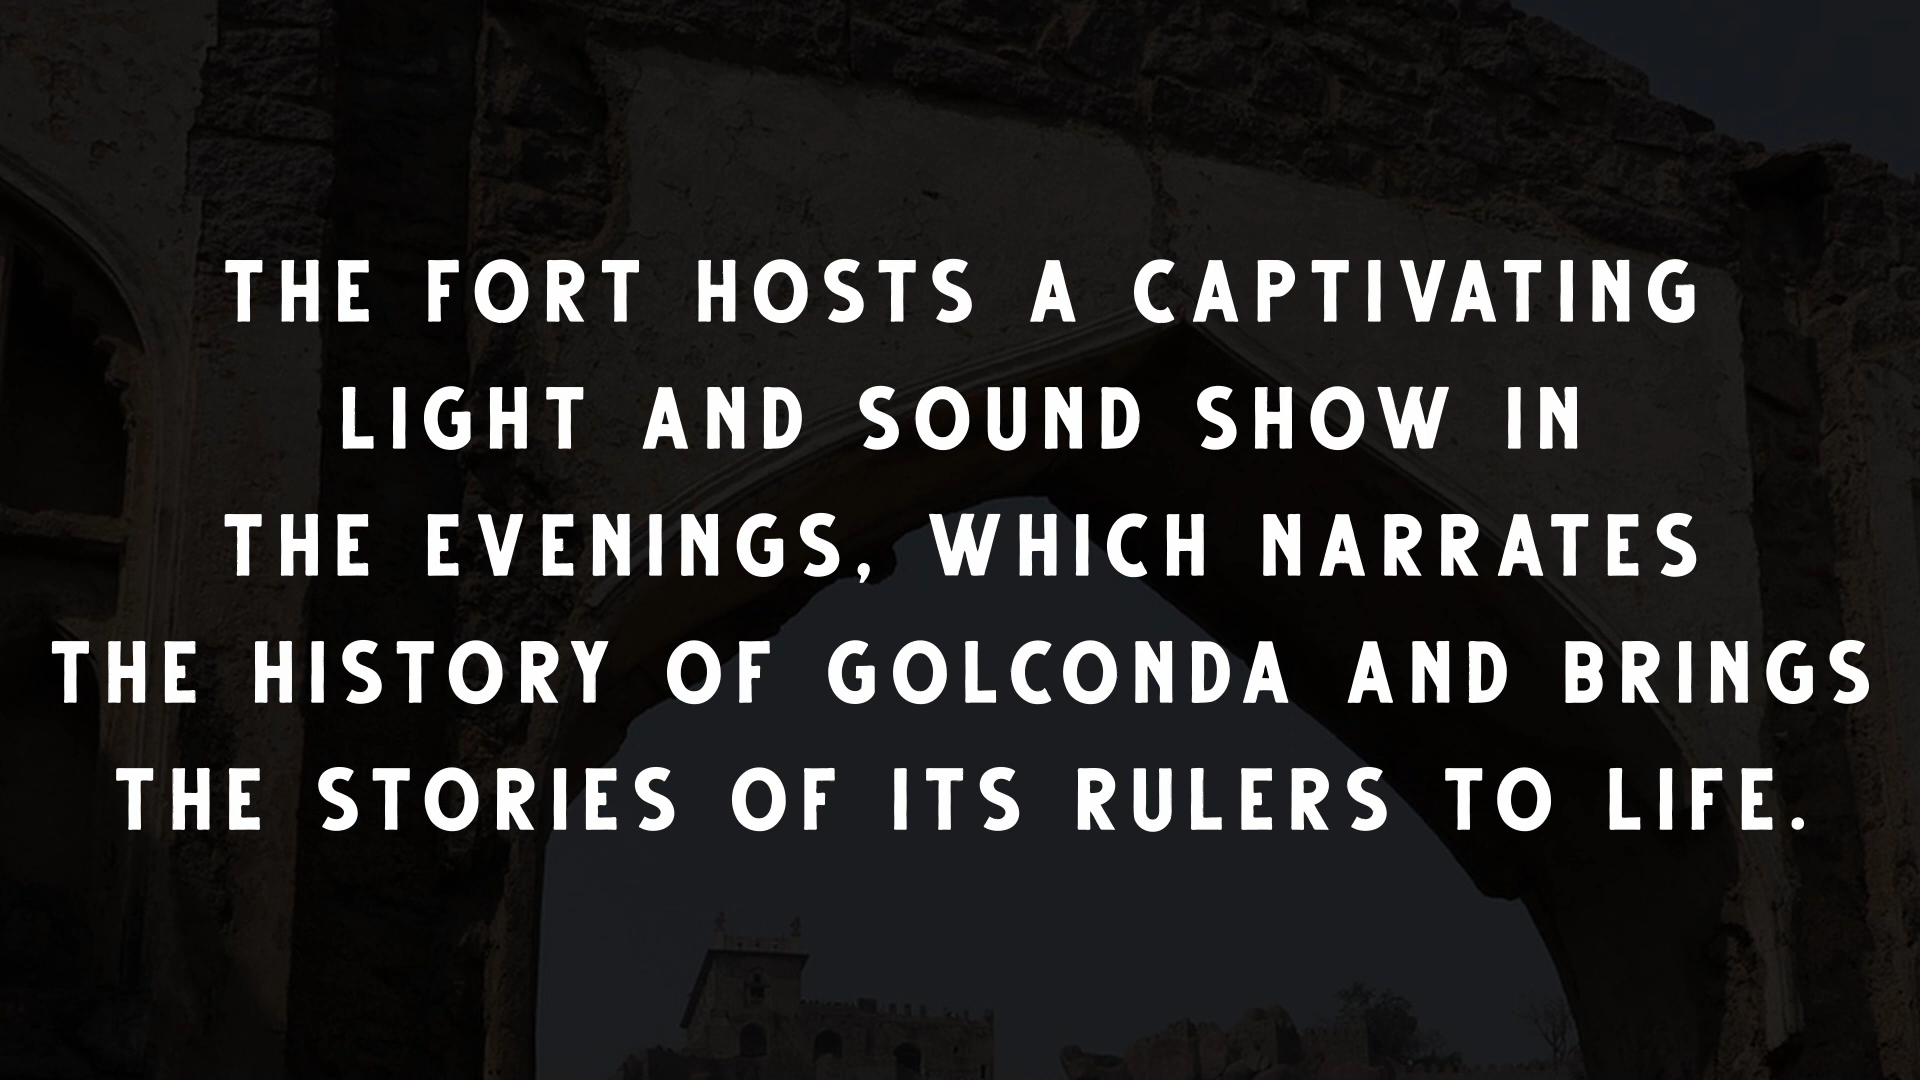 THE FORT HOSTS A CAPTIVATING
LIGHT AND SOUND SHOW IN
THE EVENINGS, WHICH NARRATES
THE HISTORY OF GOLCONDA AND BRINGS
THE STORIES OF ITS RULERS TO LIFE.